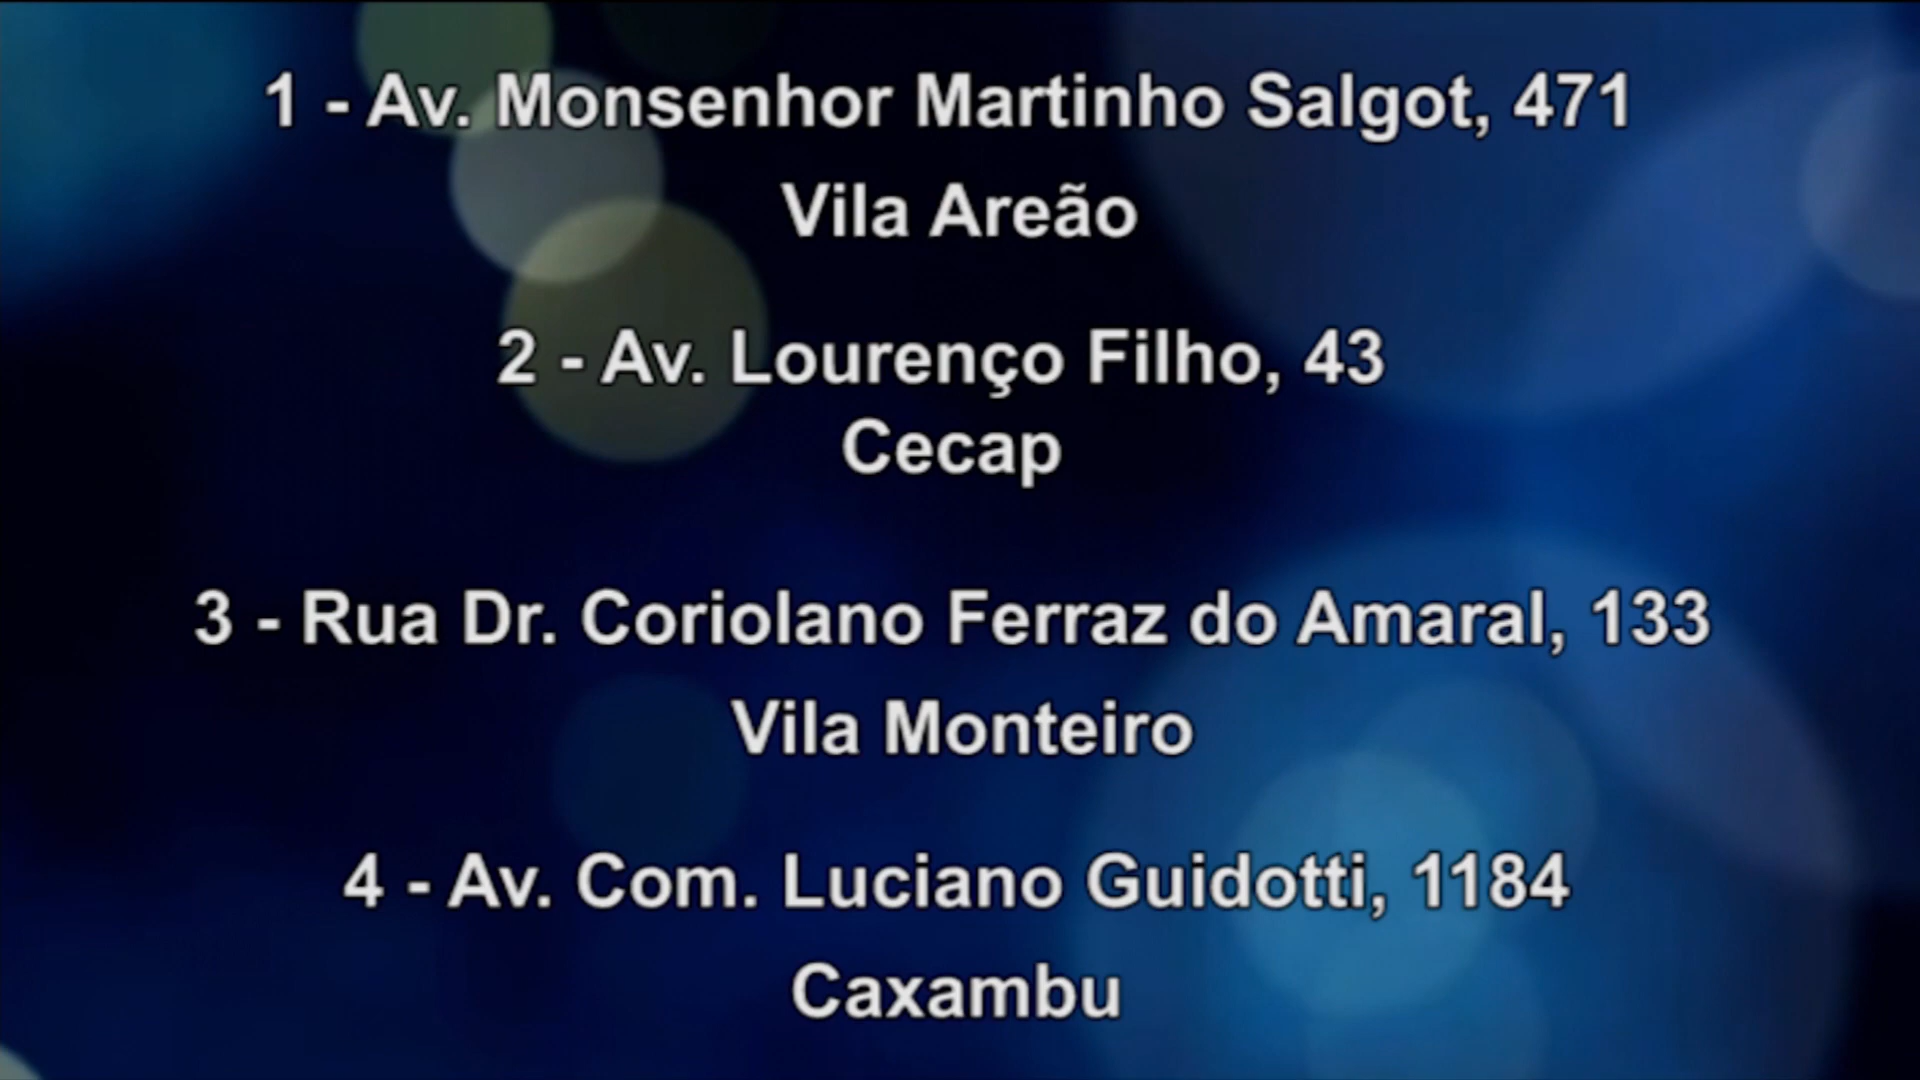 1 - Av. Monsenhor Martinho Salgot, 471
Vila Areão
2 - Av. Lourenço Filho, 43
Cecap
3 - Rua Dr. Coriolano Ferraz do Amaral, 133
Vila Monteiro
4 - Av. Com. Luciano Guidotti, 1184
Caxambu